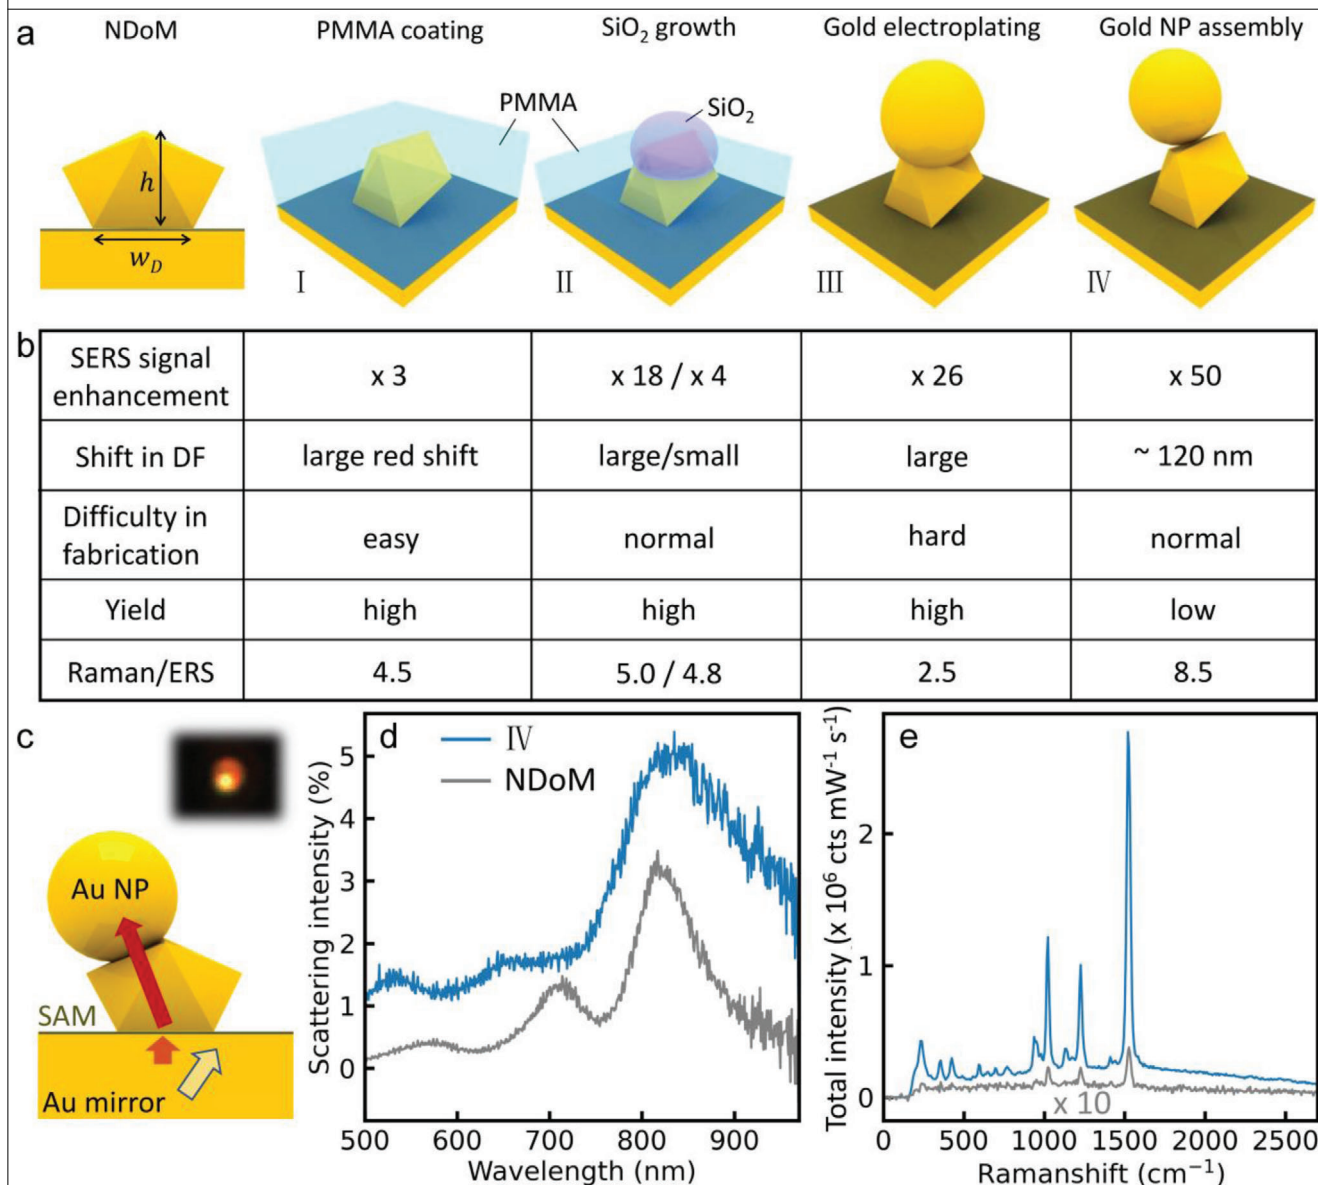 a
NDoM
PMMA coating
SiO₂ growth
Gold electroplating
Gold NP assembly
PMMA
SiO₂
h
w_D
Ⅰ
Ⅱ
Ⅲ
Ⅳ
b
SERS signal
enhancement
x 3
x 18 / x 4
x 26
x 50
Shift in DF
large red shift
large/small
large
~ 120 nm
Difficulty in
fabrication
easy
normal
hard
normal
Yield
high
high
high
low
Raman/ERS
4.5
5.0 / 4.8
2.5
8.5
c
Au NP
SAM
Au mirror
d
Ⅳ
NDoM
Scattering intensity (%)
5
4
3
2
1
0
500
600
700
800
900
Wavelength (nm)
e
Total intensity (x 10⁶ cts mW⁻¹ s⁻¹)
2
1
0
x 10
0
500
1000
1500
2000
2500
Ramanshift (cm⁻¹)